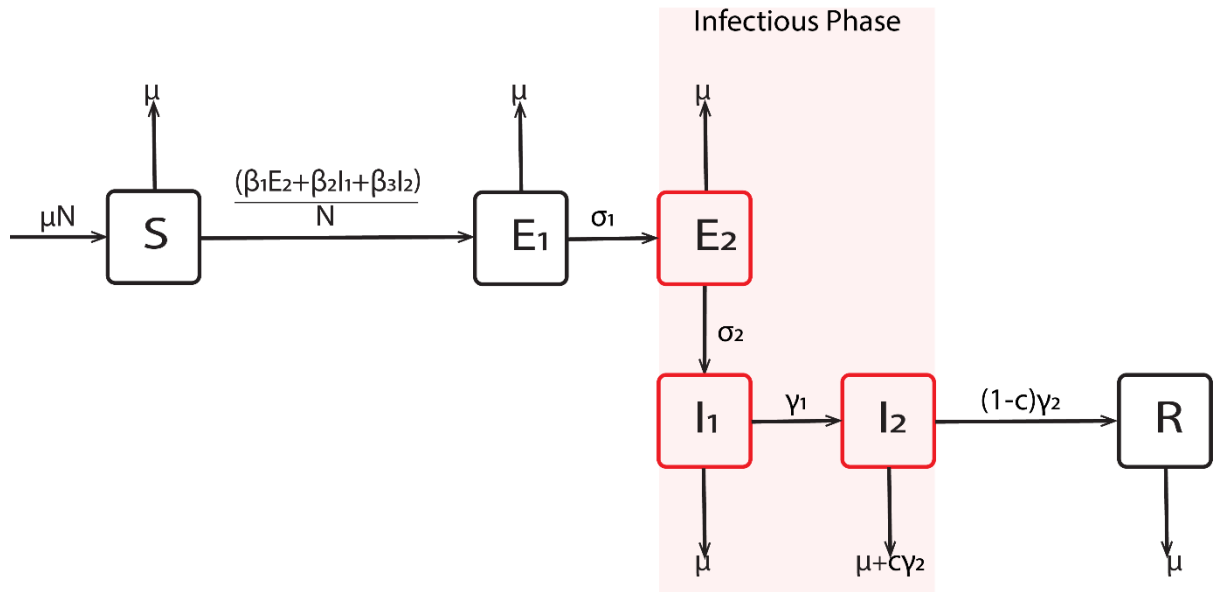 Infectious Phase
μ
μ
μ
μN
S
(β₁E₂+β₂I₁+β₃I₂)
N
E₁
σ₁
E₂
σ₂
I₁
γ₁
I₂
(1-c)γ₂
R
μ
μ+cγ₂
μ